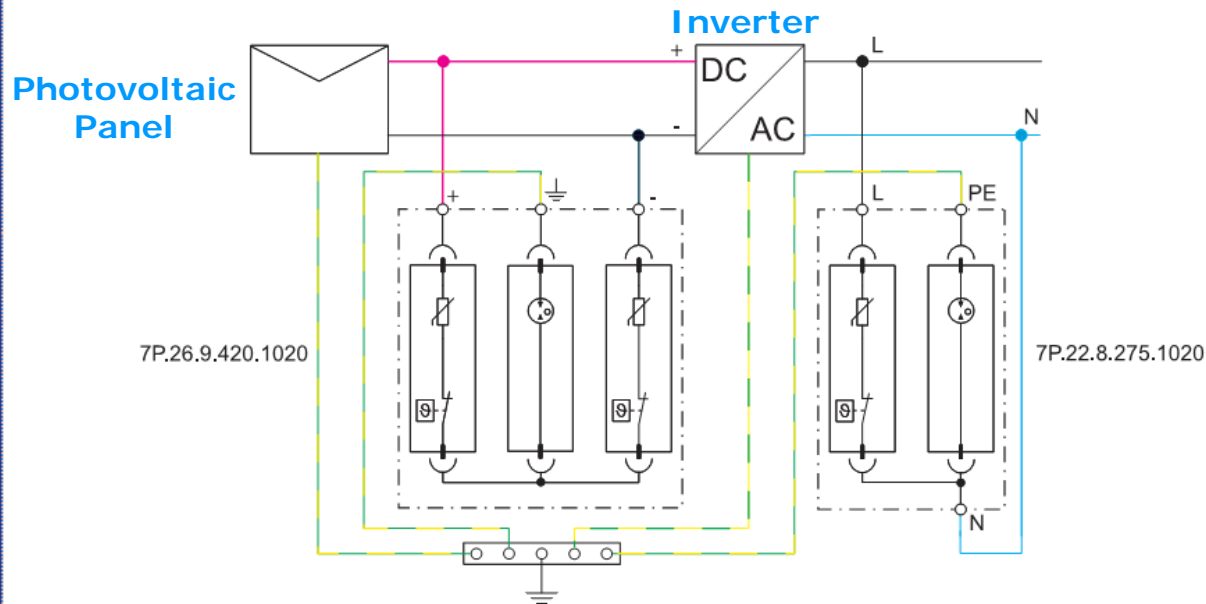 Inverter
Photovoltaic
Panel
+
-
DC
AC
L
N
+
-
L
PE
7P.26.9.420.1020
7P.22.8.275.1020
ϑ
ϑ
ϑ
N